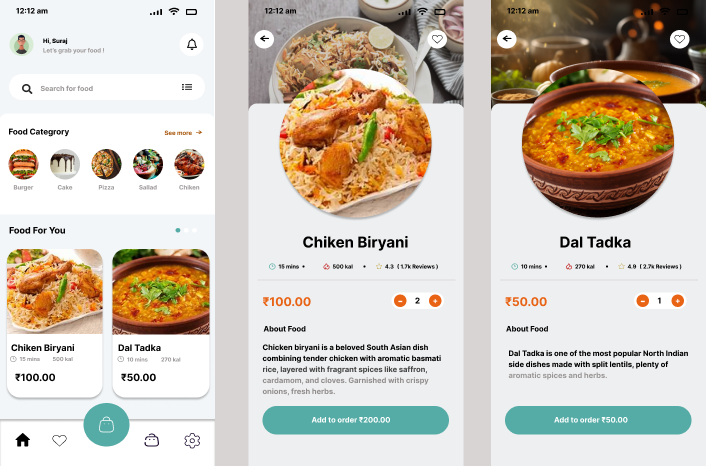 12:12 am
Hi, Suraj
Let's grab your food !
Search for food
Food Categrory
See more →
Burger
Cake
Pizza
Sallad
Chiken
Food For You
Chiken Biryani
15 mins 500 kal
₹100.00
Dal Tadka
10 mins 270 kal
₹50.00
12:12 am
Chiken Biryani
15 mins • 500 kal • 4.3 ( 1.7k Reviews )
₹100.00
- 2 +
About Food
Chicken biryani is a beloved South Asian dish
combining tender chicken with aromatic basmati
rice, layered with fragrant spices like saffron,
cardamom, and cloves. Garnished with crispy
onions, fresh herbs.
Add to order ₹200.00
12:12 am
Dal Tadka
10 mins • 270 kal • 4.9 ( 2.7k Reviews )
₹50.00
- 1 +
About Food
Dal Tadka is one of the most popular North Indian
side dishes made with split lentils, plenty of
aromatic spices and herbs.
Add to order ₹50.00